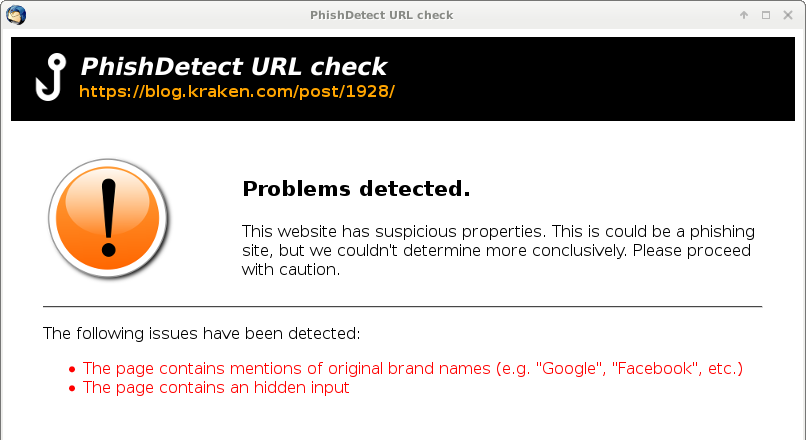 PhishDetect URL check
PhishDetect URL check
https://blog.kraken.com/post/1928/
Problems detected.
This website has suspicious properties. This is could be a phishing
site, but we couldn't determine more conclusively. Please proceed
with caution.
The following issues have been detected:
• The page contains mentions of original brand names (e.g. "Google", "Facebook", etc.)
• The page contains an hidden input